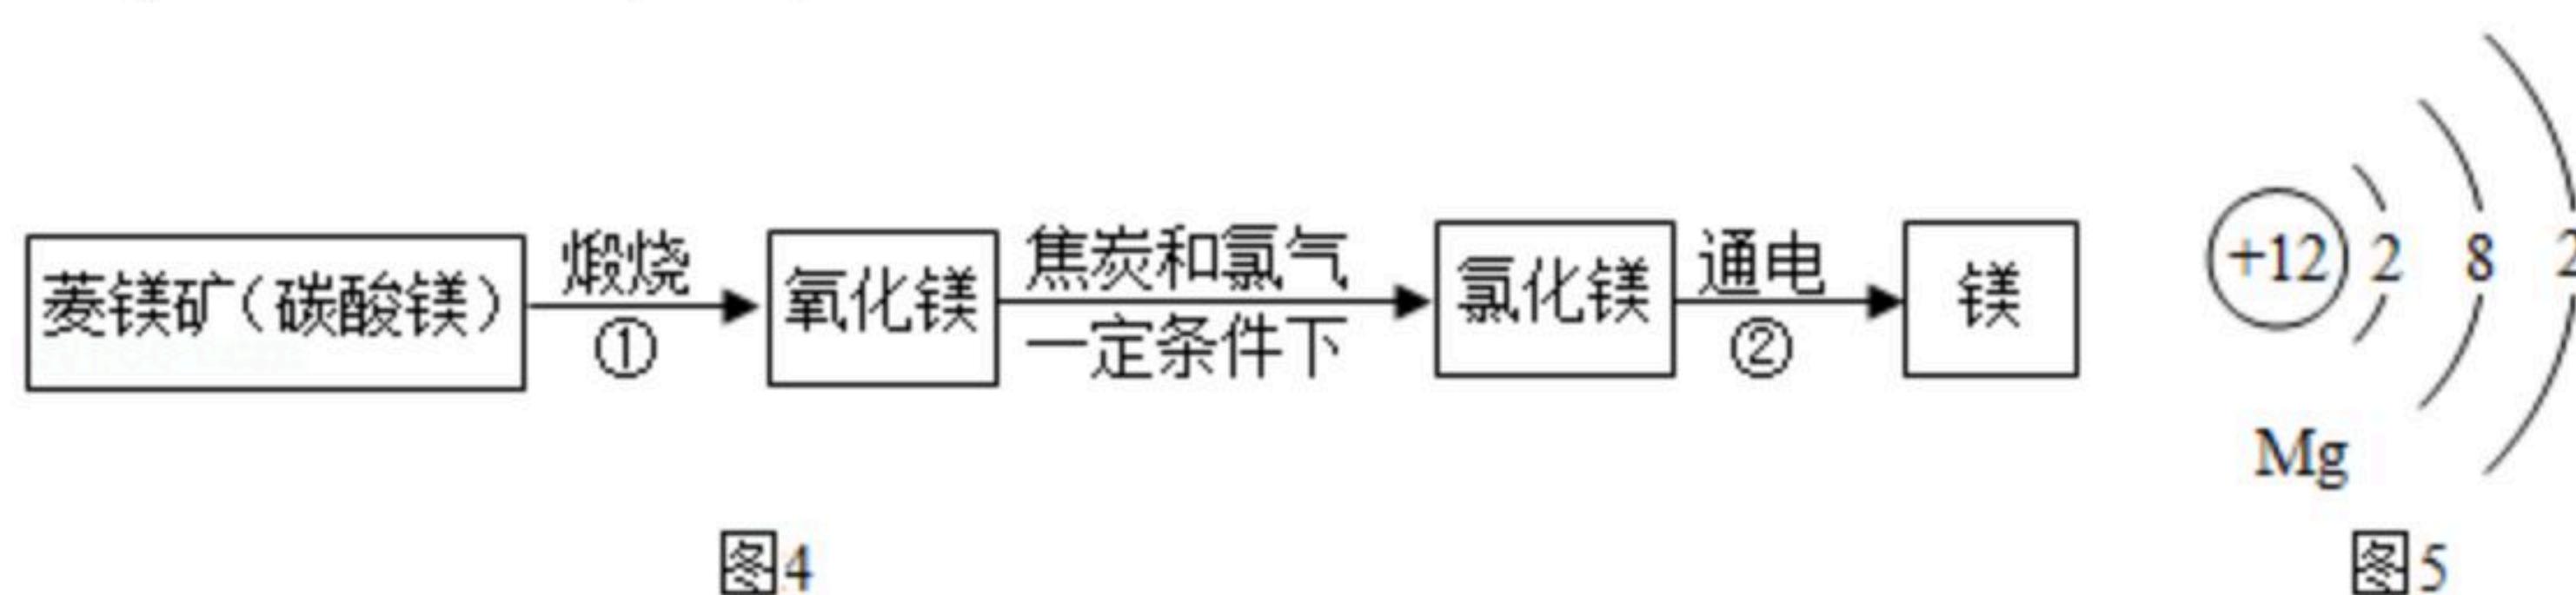 菱镁矿（碳酸镁）
煅烧
①
氧化镁
焦炭和氯气
一定条件下
氯化镁
通电
②
镁
+12 2 8 2
Mg
图4
图5